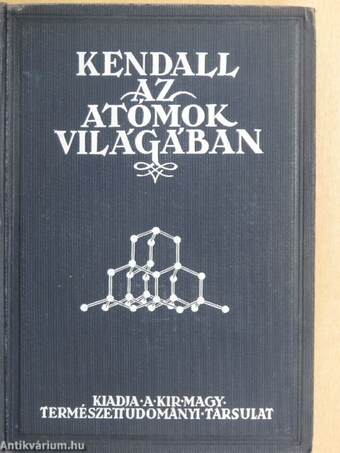 KENDALL
AZ
ATOMOK
VILÁGÁBAN
KIADJA·A·KIR·MAGY·
TERMÉSZETTUDOMÁNYI·TÁRSULAT
Antikvárium.hu